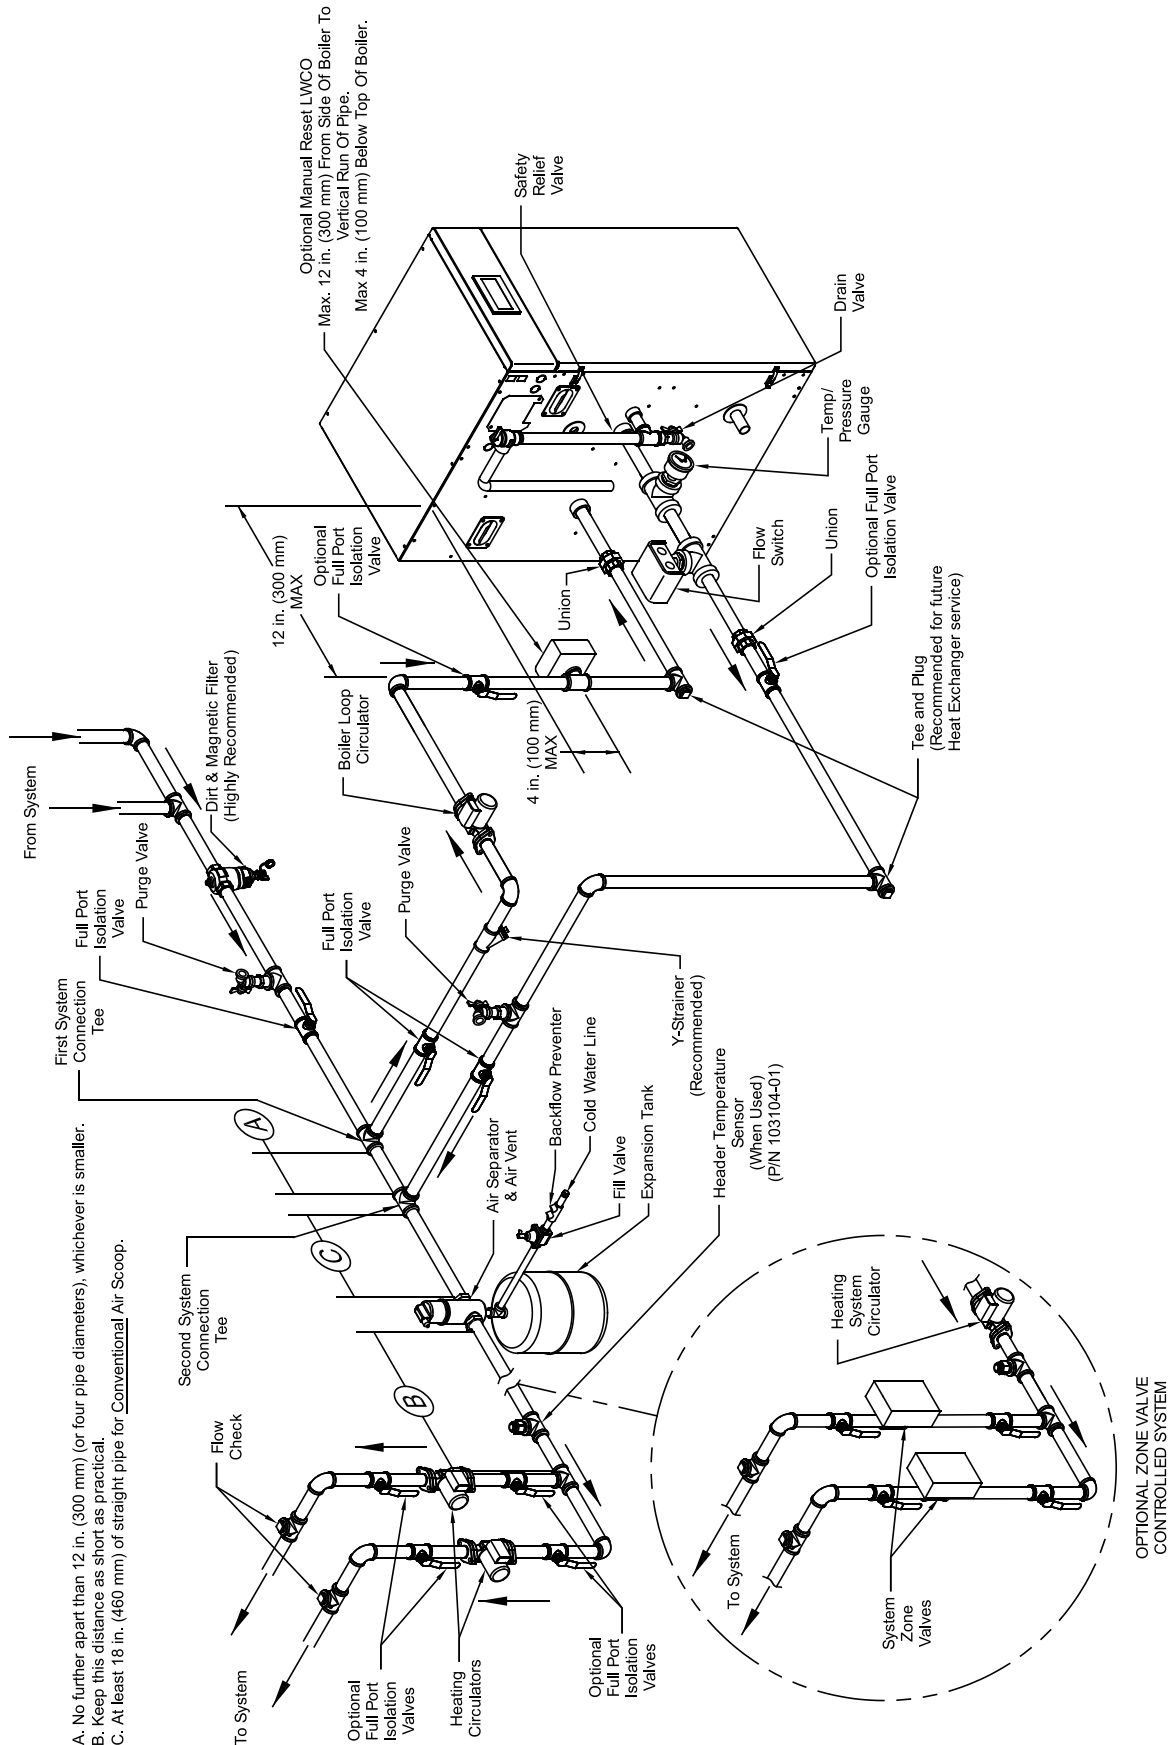 A. No further apart than 12 in. (300 mm) (or four pipe diameters), whichever is smaller.
B. Keep this distance as short as practical.
C. At least 18 in. (460 mm) of straight pipe for Conventional Air Scoop.
To System
Flow
Check
Second System
Connection
Tee
First System
Connection
Tee
Full Port
Isolation
Valve
Purge Valve
From System
Dirt & Magnetic Filter
(Highly Recommended)
12 in. (300 mm)
MAX
Optional Manual Reset LWCO
Max. 12 in. (300 mm) From Side Of Boiler To
Vertical Run Of Pipe.
Max 4 in. (100 mm) Below Top Of Boiler.
A
C
B
Full Port
Isolation
Valve
Purge Valve
Boiler Loop
Circulator
Optional
Full Port
Isolation
Valve
Safety
Relief
Valve
Optional
Full Port
Isolation
Valves
Heating
Circulators
Optional
Full Port
Isolation
Valves
Air Separator
& Air Vent
Backflow Preventer
Cold Water Line
Fill Valve
Expansion Tank
4 in. (100 mm)
MAX
Union
Y-Strainer
(Recommended)
Header Temperature
Sensor
(When Used)
(P/N 103104-01)
Flow
Switch
Temp/
Pressure
Gauge
Drain
Valve
Union
Optional Full Port
Isolation Valve
Tee and Plug
(Recommended for future
Heat Exchanger service)
To System
System
Zone
Valves
Heating
System
Circulator
OPTIONAL ZONE VALVE
CONTROLLED SYSTEM